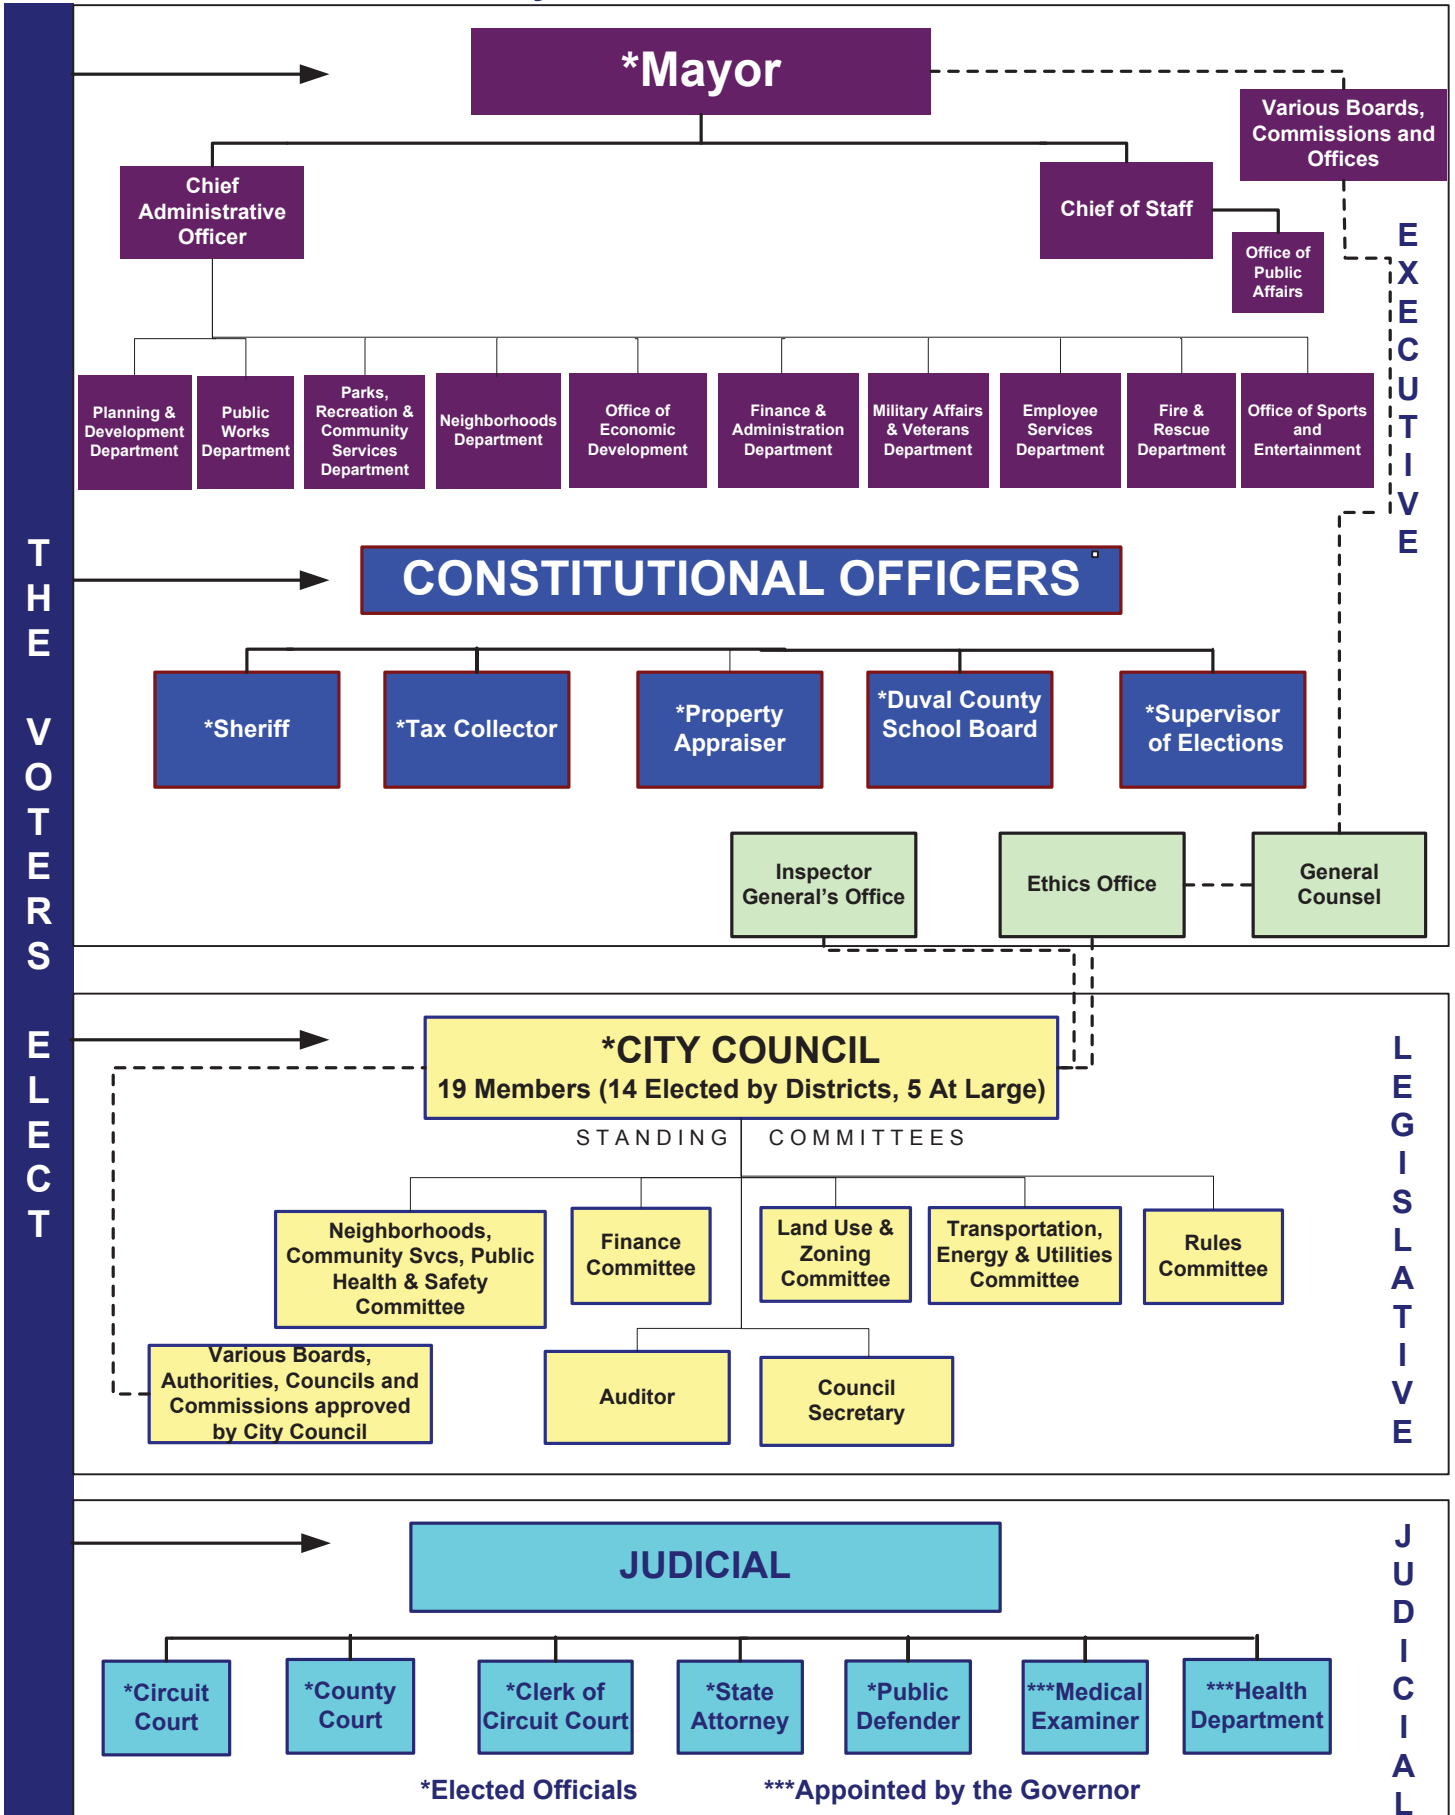 *Mayor
Various Boards,
Commissions and
Offices
Chief
Administrative
Officer
Chief of Staff
Office of
Public
Affairs
EXECUTIVE
Planning &
Development
Department
Public
Works
Department
Parks,
Recreation &
Community
Services
Department
Neighborhoods
Department
Office of
Economic
Development
Finance &
Administration
Department
Military Affairs
& Veterans
Department
Employee
Services
Department
Fire &
Rescue
Department
Office of Sports
and
Entertainment
THE VOTERS ELECT
CONSTITUTIONAL OFFICERS
*Sheriff
*Tax Collector
*Property
Appraiser
*Duval County
School Board
*Supervisor
of Elections
Inspector
General's Office
Ethics Office
General
Counsel
*CITY COUNCIL
19 Members (14 Elected by Districts, 5 At Large)
STANDING COMMITTEES
LEGISLATIVE
Neighborhoods,
Community Svcs, Public
Health & Safety
Committee
Finance
Committee
Land Use &
Zoning
Committee
Transportation,
Energy & Utilities
Committee
Rules
Committee
Various Boards,
Authorities, Councils and
Commissions approved
by City Council
Auditor
Council
Secretary
JUDICIAL
JUDICIAL
*Circuit
Court
*County
Court
*Clerk of
Circuit Court
*State
Attorney
*Public
Defender
***Medical
Examiner
***Health
Department
*Elected Officials
***Appointed by the Governor